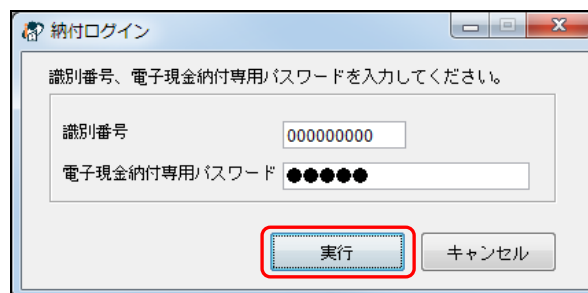 納付ログイン
識別番号、電子現金納付専用パスワードを入力してください。
識別番号
000000000
電子現金納付専用パスワード ●●●●●
実行
キャンセル